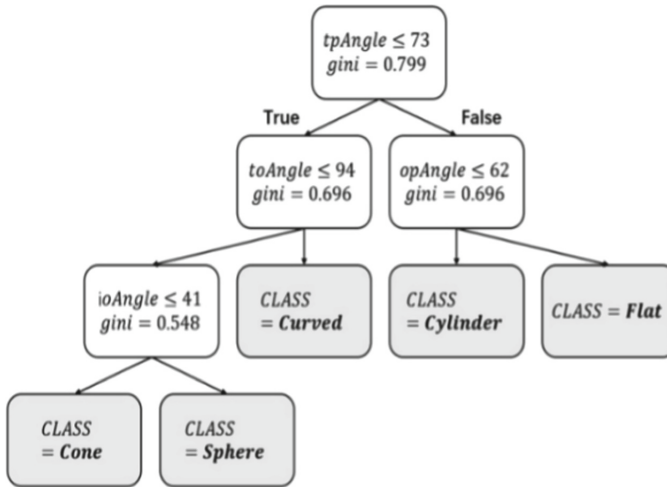 tpAngle ≤ 73
gini = 0.799
True
False
toAngle ≤ 94
gini = 0.696
opAngle ≤ 62
gini = 0.696
ioAngle ≤ 41
gini = 0.548
CLASS
= Curved
CLASS
= Cylinder
CLASS = Flat
CLASS
= Cone
CLASS
= Sphere